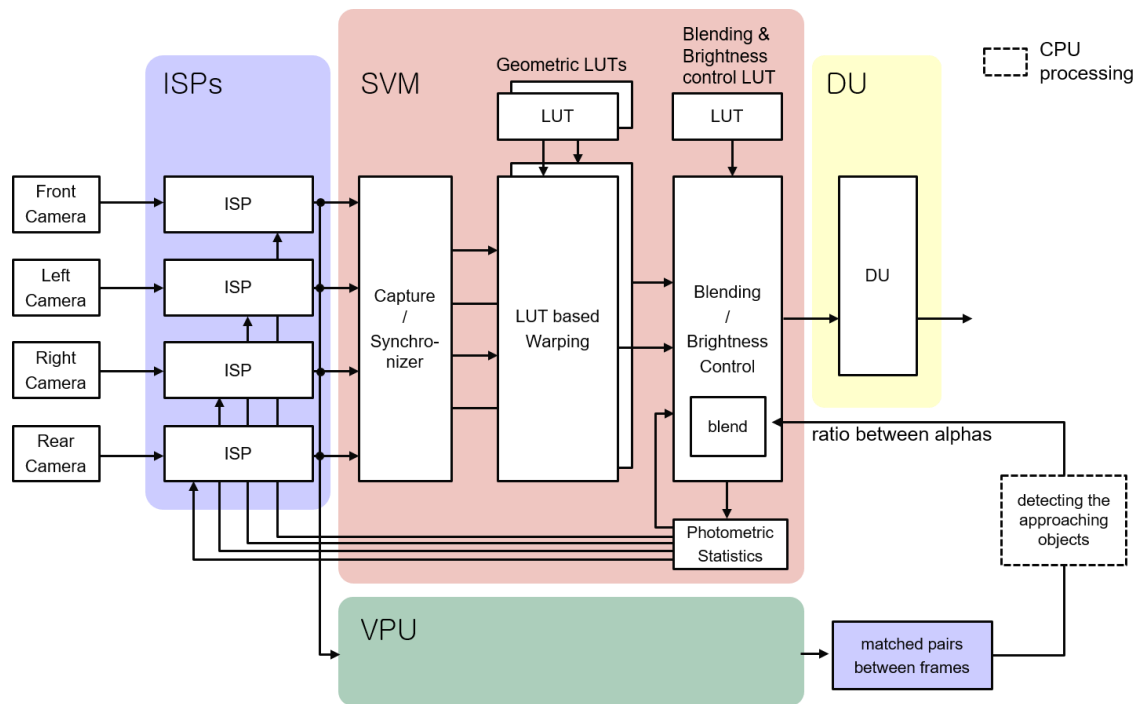 ISPs
SVM
Geometric LUTs
Blending &
Brightness
control LUT
DU
CPU
processing
LUT
LUT
Front
Camera
ISP
Left
Camera
ISP
Right
Camera
ISP
Rear
Camera
ISP
Capture
/
Synchro-
nizer
LUT based
Warping
Blending
/
Brightness
Control
blend
DU
ratio between alphas
detecting the
approaching
objects
Photometric
Statistics
VPU
matched pairs
between frames